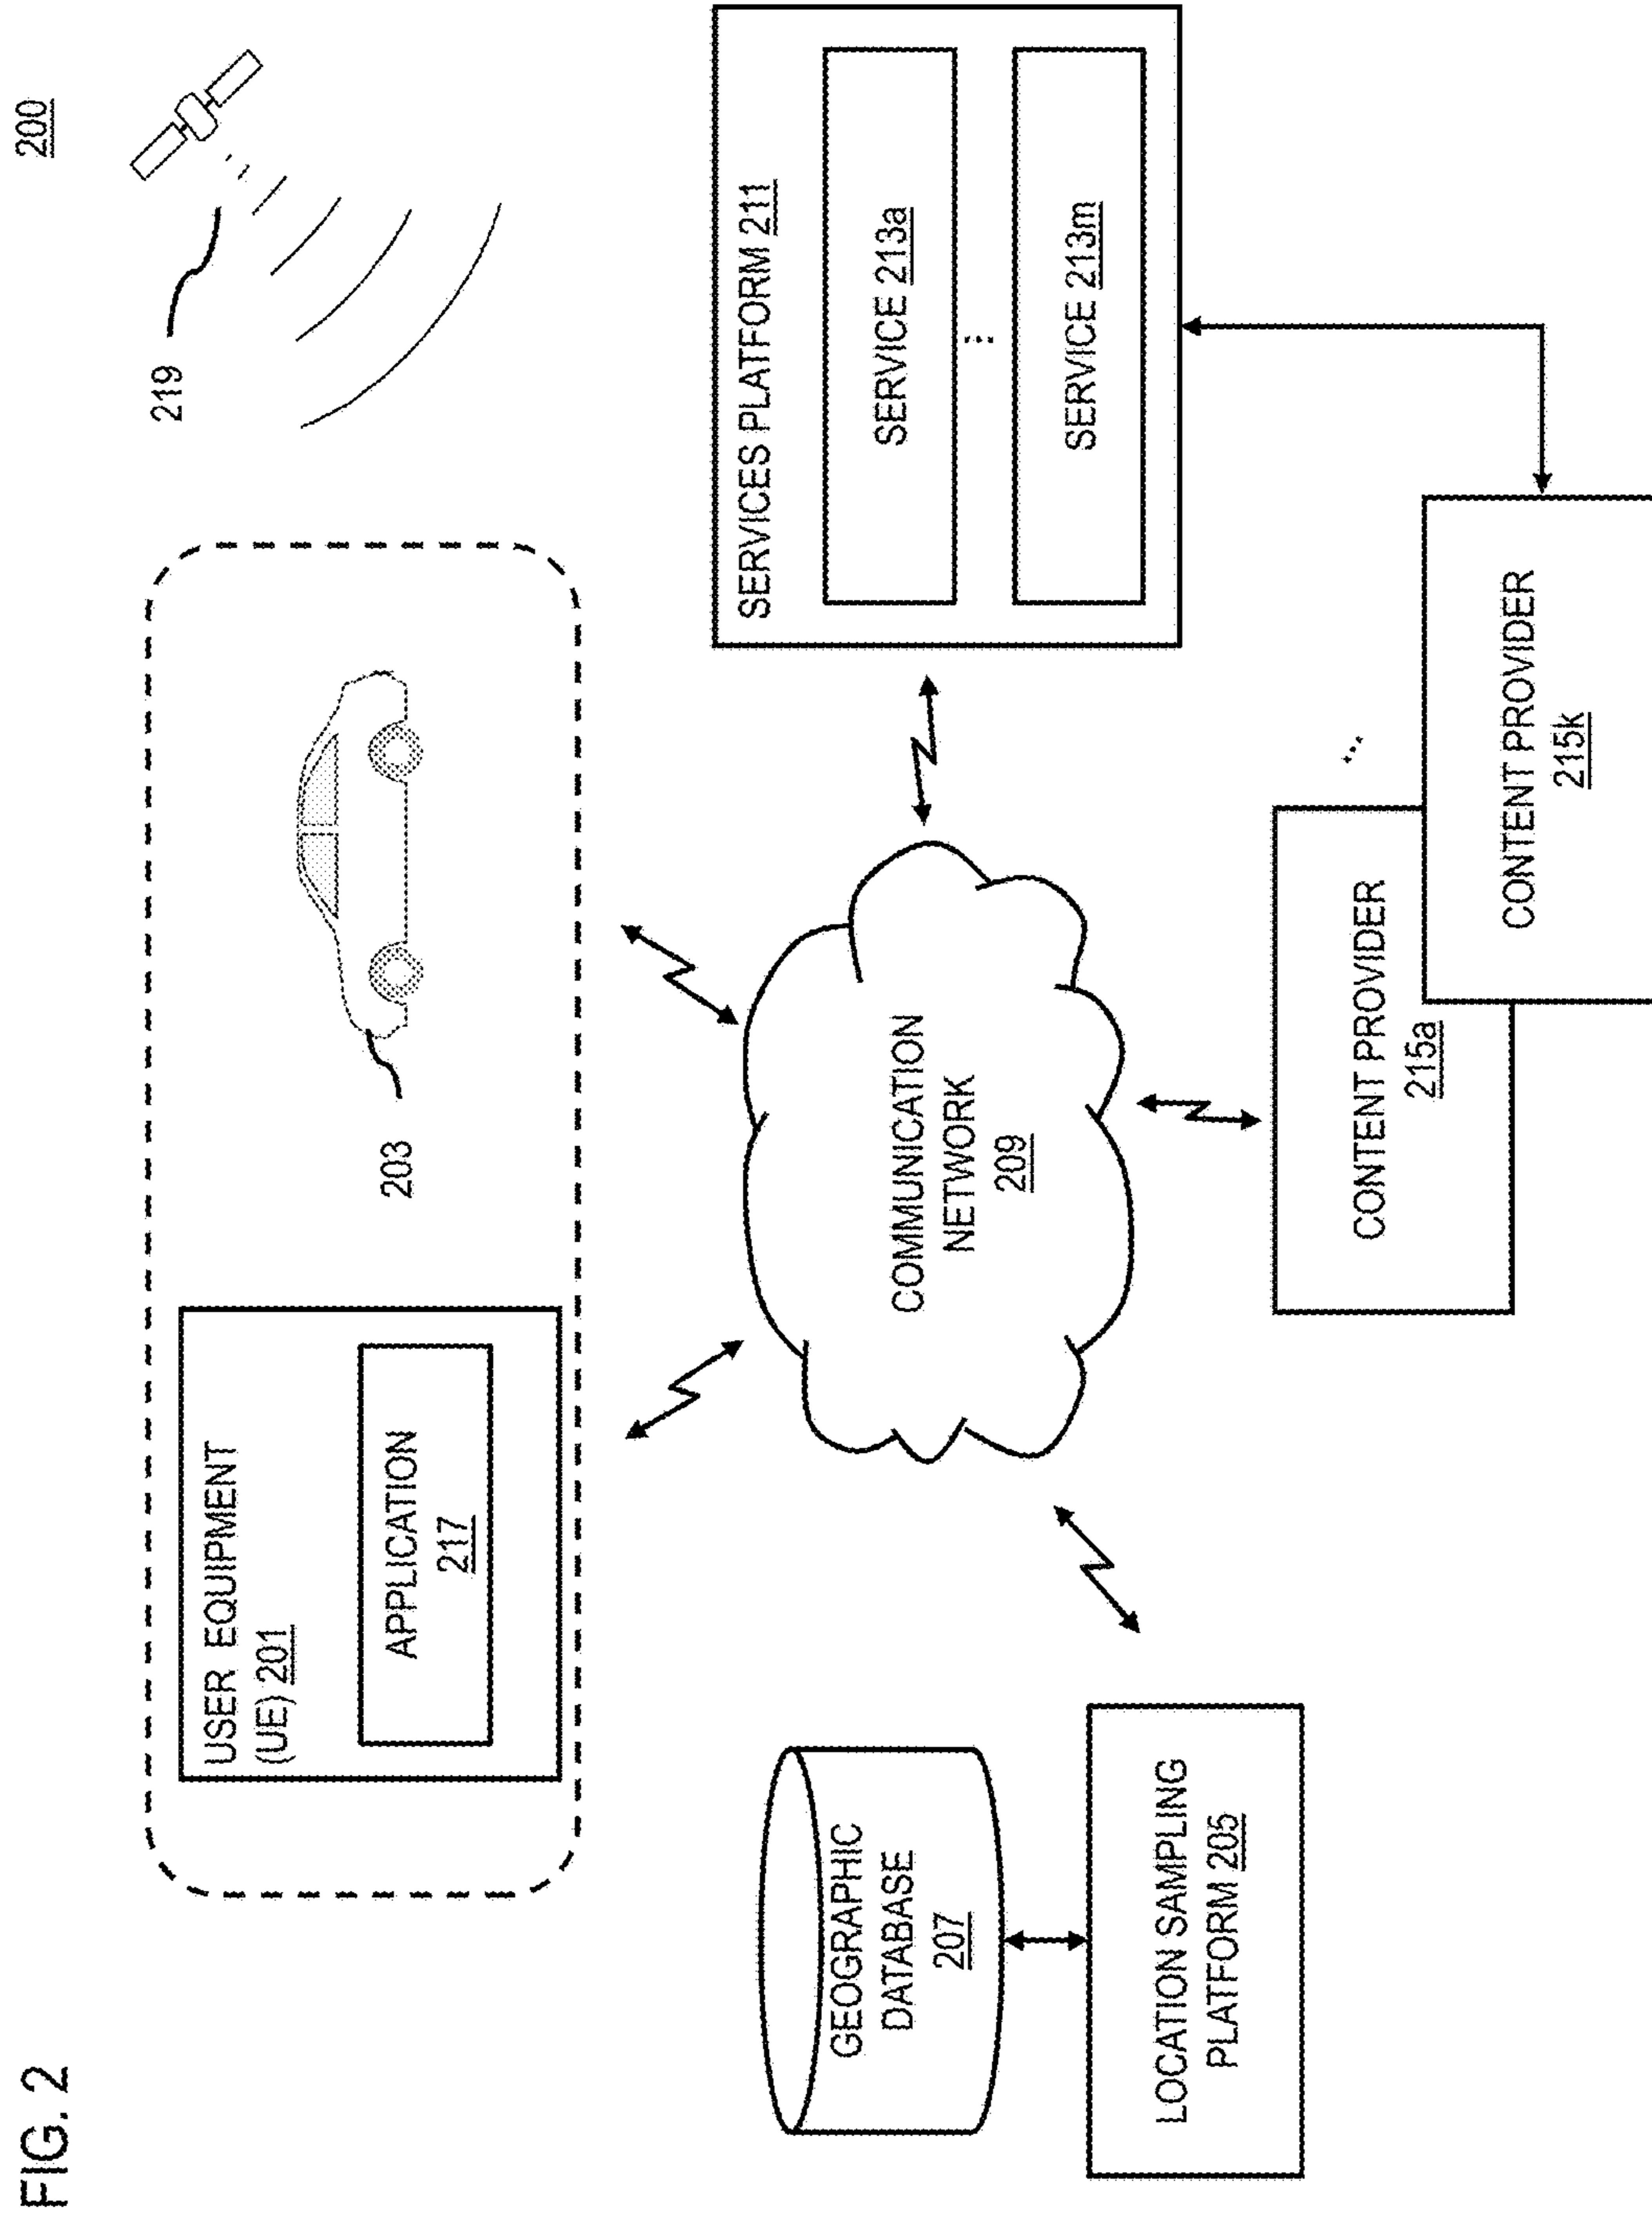 FIG. 2
200
USER EQUIPMENT
(UE) 201
APPLICATION
217
203
219
GEOGRAPHIC
DATABASE
207
LOCATION SAMPLING
PLATFORM 205
COMMUNICATION
NETWORK
209
SERVICES PLATFORM 211
SERVICE 213a
...
SERVICE 213m
CONTENT PROVIDER
215a
...
CONTENT PROVIDER
215k